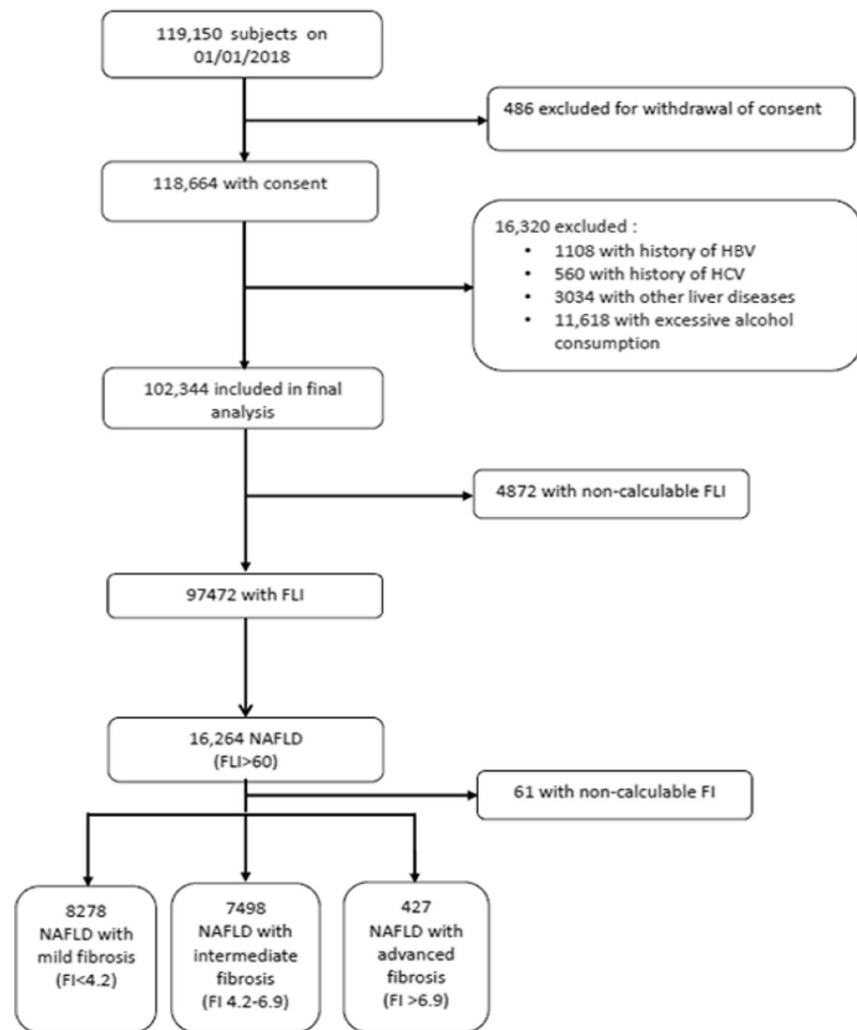 119,150 subjects on
01/01/2018
486 excluded for withdrawal of consent
118,664 with consent
16,320 excluded :
• 1108 with history of HBV
• 560 with history of HCV
• 3034 with other liver diseases
• 11,618 with excessive alcohol
consumption
102,344 included in final
analysis
4872 with non-calculable FLI
97472 with FLI
16,264 NAFLD
(FLI>60)
61 with non-calculable FI
8278
NAFLD with
mild fibrosis
(FI<4.2)
7498
NAFLD with
intermediate
fibrosis
(FI 4.2-6.9)
427
NAFLD with
advanced
fibrosis
(FI >6.9)